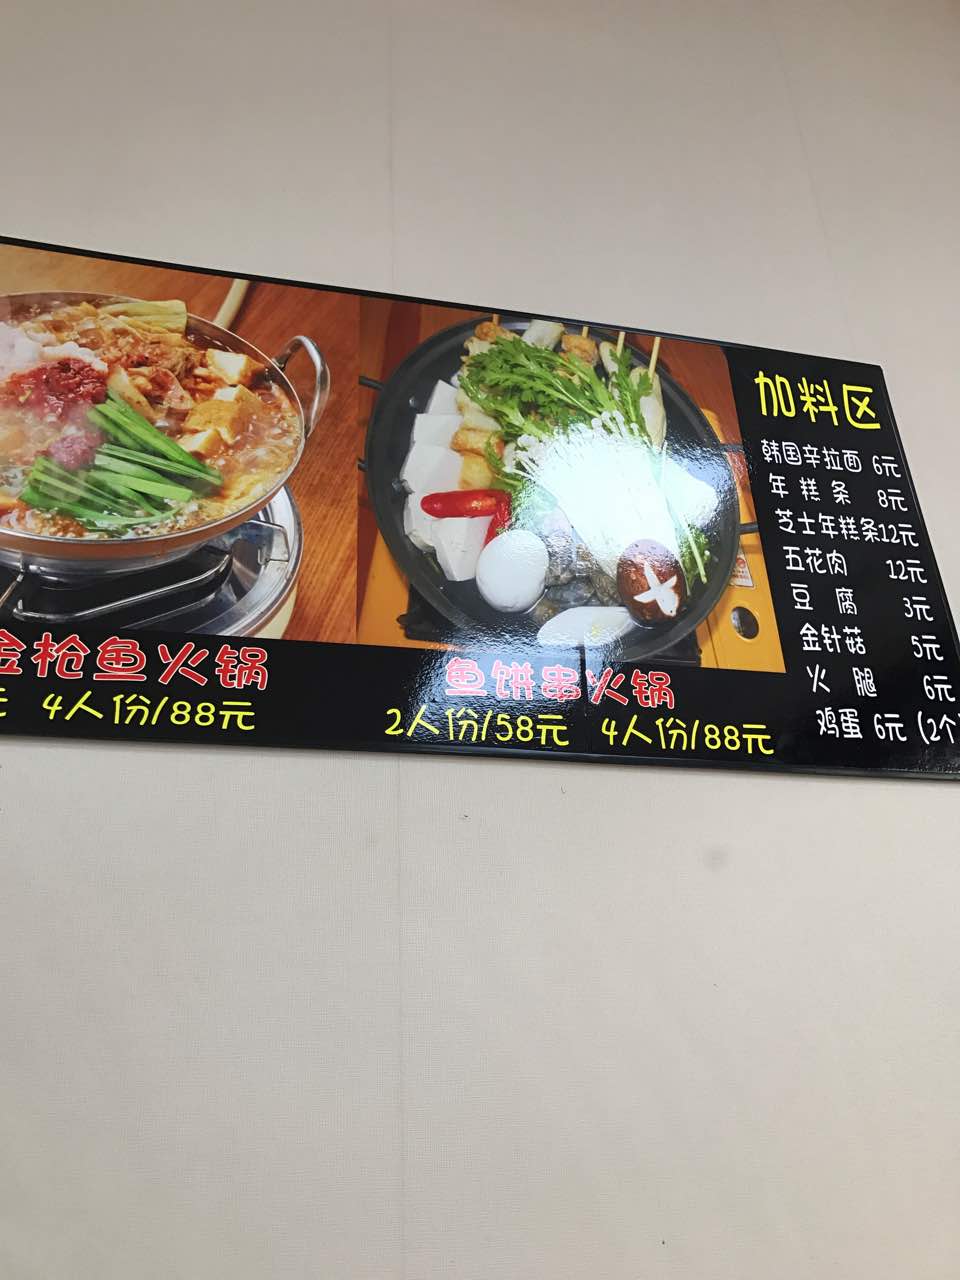 金枪鱼火锅
元 4人份/88元
鱼饼串火锅
2人份/58元 4人份/88元
加料区
韩国辛拉面 6元
年糕条 8元
芝士年糕条12元
五花肉 12元
豆腐 3元
金针菇 5元
火腿 6元
鸡蛋 6元 (2个)